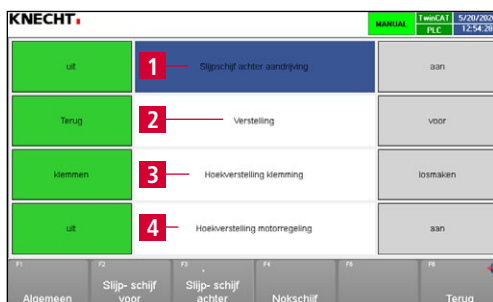 KNECHT
MANUAL
TwinCAT
PLC
5/20/202
12:54:28
uit
1
Slijpschijf achter aandrijving
aan
Terug
2
Verstelling
voor
klemmen
3
Hoekverstelling klemming
losmaken
uit
4
Hoekverstelling motorregeling
aan
F1
Algemeen
F2
Slijp- schijf
voor
F3
Slijp- schijf
achter
F4
Nokschijf
F5
F6
Terug